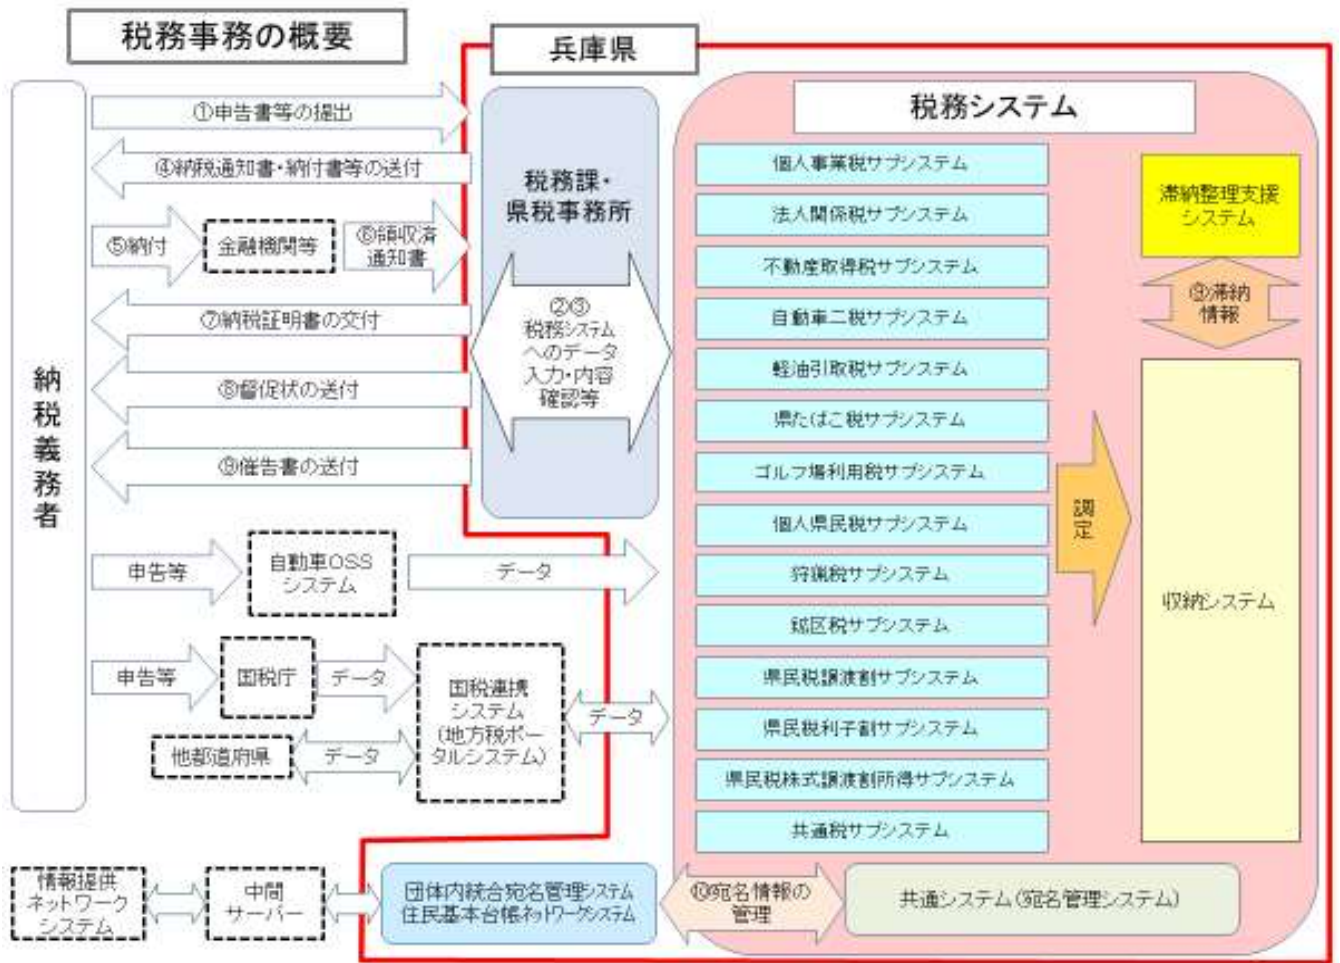 税務事務の概要
兵庫県
納税義務者
①申告書等の提出
④納税通知書・納付書等の送付
⑤納付
金融機関等
⑥領収済
通知書
⑦納税証明書の交付
⑧督促状の送付
⑨催告書の送付
申告等
自動車OSS
システム
データ
申告等
国税庁
データ
国税連携
システム
(地方税ポー
タルシステム)
データ
他都道府県
データ
税務課・
県税事務所
②③
税務システム
へのデータ
入力・内容
確認等
税務システム
個人事業税サブシステム
法人関係税サブシステム
不動産取得税サブシステム
自動車二税サブシステム
軽油引取税サブシステム
県たばこ税サブシステム
ゴルフ場利用税サブシステム
個人県民税サブシステム
狩猟税サブシステム
鉱区税サブシステム
県民税譲渡割サブシステム
県民税利子割サブシステム
県民税株式譲渡割所得サブシステム
共通税サブシステム
調定
滞納整理支援
システム
⑨滞納
情報
収納システム
情報提供
ネットワーク
システム
中間
サーバー
団体内統合宛名管理システム
住民基本台帳ネットワークシステム
⑩宛名情報の
管理
共通システム(宛名管理システム)